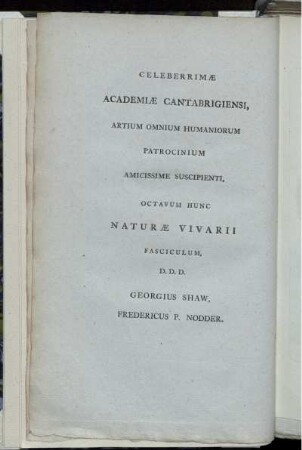 CELEBERRIMÆ
ACADEMIÆ CANTABRIGIENSI,
ARTIUM OMNIUM HUMANIORUM
PATROCINIUM
AMICISSIME SUSCIPIENTI,
OCTAVUM HUNC
NATURÆ VIVARII
FASCICULUM,
D. D. D.
GEORGIUS SHAW,
FREDERICUS P. NODDER.